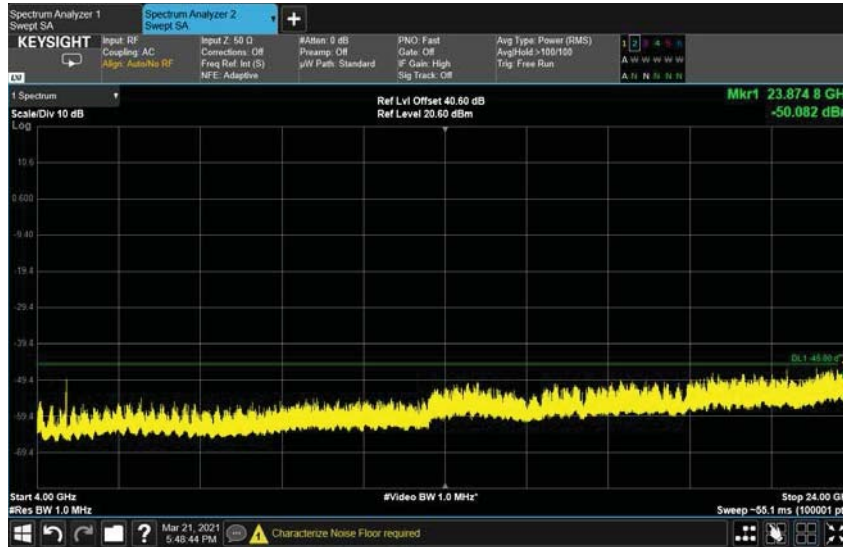 Spectrum Analyzer 1
Swept SA
Spectrum Analyzer 2
Swept SA
KEYSIGHT
Input: RF
Coupling: AC
Align: Auto/No RF
Input Z: 50 Ω
Corrections: Off
Freq Ref: Int (S)
NFE: Adaptive
#Atten: 0 dB
Preamp: Off
µW Path: Standard
PNO: Fast
Gate: Off
IF Gain: High
Sig Track: Off
Avg Type: Power (RMS)
Avg|Hold >100/100
Trig: Free Run
1 2 3 4 5 6
A W W W W W
A N N N N N
LXI
1 Spectrum
Scale/Div 10 dB
Log
Ref Lvl Offset 40.60 dB
Ref Level 20.60 dBm
Mkr1 23.874 8 GH
-50.082 dB
10.6
0.600
-9.40
-19.4
-29.4
-39.4
DL1 -45.00 d
-49.4
-59.4
-69.4
Start 4.00 GHz
#Res BW 1.0 MHz
#Video BW 1.0 MHz*
Stop 24.00 G
Sweep ~55.1 ms (100001 pt
?
Mar 21, 2021
5:48:44 PM
Characterize Noise Floor required